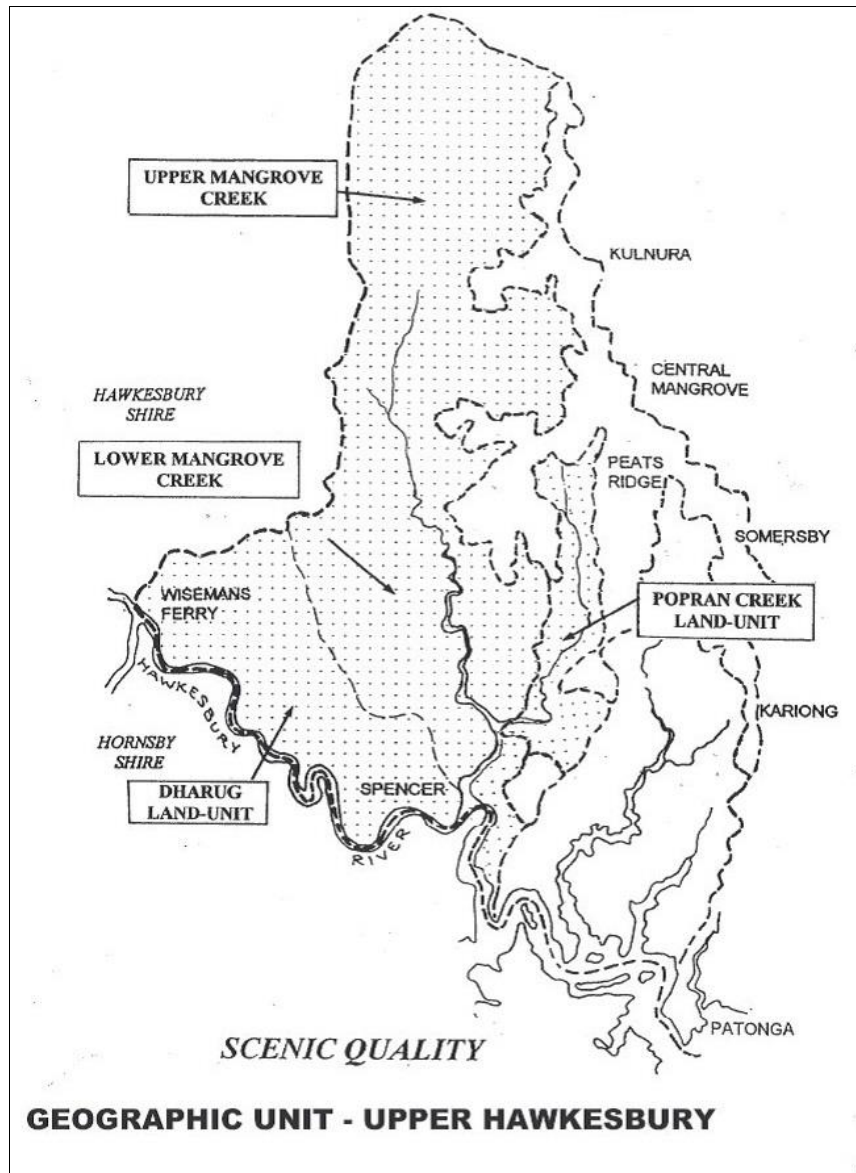 UPPER MANGROVE
CREEK
KULNURA
CENTRAL
MANGROVE
HAWKESBURY
SHIRE
LOWER MANGROVE
CREEK
PEATS
RIDGE
SOMERSBY
WISEMANS
FERRY
POPRAN CREEK
LAND-UNIT
HAWKESBURY
RIVER
KARIONG
HORNSBY
SHIRE
DHARUG
LAND-UNIT
SPENCER
PATONGA
SCENIC QUALITY
GEOGRAPHIC UNIT - UPPER HAWKESBURY